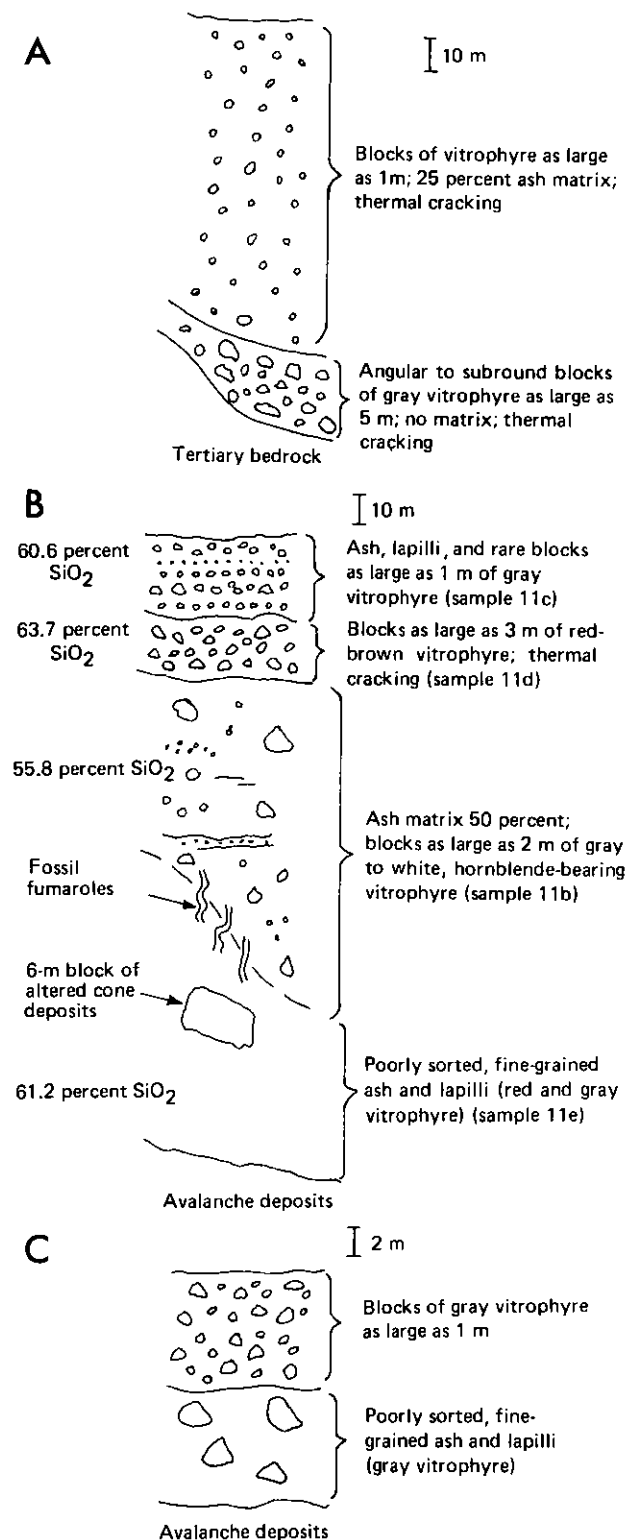 A
10 m
Blocks of vitrophyre as large
as 1m; 25 percent ash matrix;
thermal cracking
Angular to subround blocks
of gray vitrophyre as large as
5 m; no matrix; thermal
cracking
Tertiary bedrock
B
10 m
60.6 percent
SiO2
Ash, lapilli, and rare blocks
as large as 1 m of gray
vitrophyre (sample 11c)
63.7 percent
SiO2
Blocks as large as 3 m of red-
brown vitrophyre; thermal
cracking (sample 11d)
55.8 percent SiO2
Ash matrix 50 percent;
blocks as large as 2 m of gray
to white, hornblende-bearing
vitrophyre (sample 11b)
Fossil
fumaroles
6-m block of
altered cone
deposits
61.2 percent SiO2
Poorly sorted, fine-grained
ash and lapilli (red and gray
vitrophyre) (sample 11e)
Avalanche deposits
C
2 m
Blocks of gray vitrophyre
as large as 1 m
Poorly sorted, fine-
grained ash and lapilli
(gray vitrophyre)
Avalanche deposits